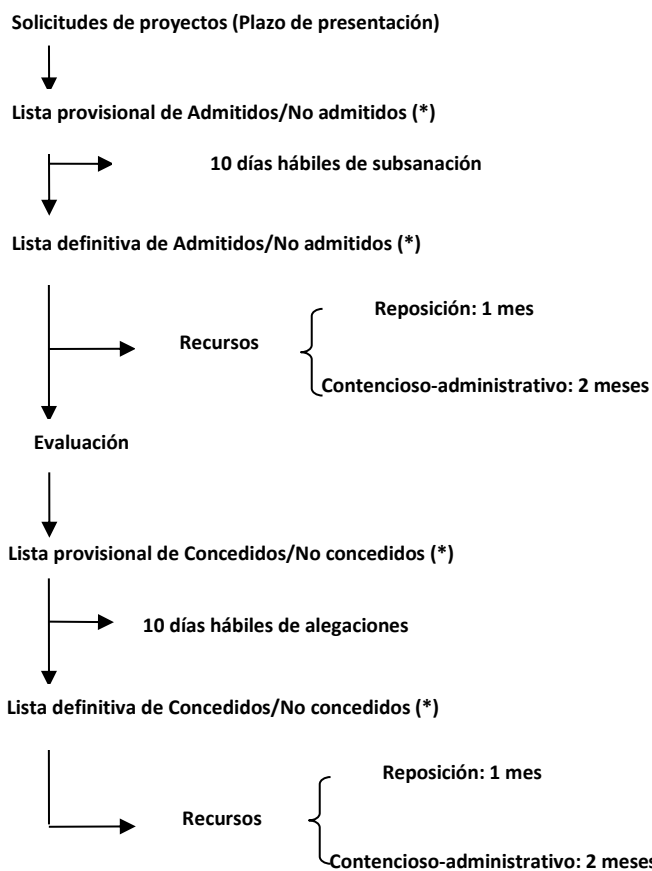 Solicitudes de proyectos (Plazo de presentación)
Lista provisional de Admitidos/No admitidos (*)
10 días hábiles de subsanación
Lista definitiva de Admitidos/No admitidos (*)
Reposición: 1 mes
Recursos
Contencioso-administrativo: 2 meses
Evaluación
Lista provisional de Concedidos/No concedidos (*)
10 días hábiles de alegaciones
Lista definitiva de Concedidos/No concedidos (*)
Reposición: 1 mes
Recursos
Contencioso-administrativo: 2 meses